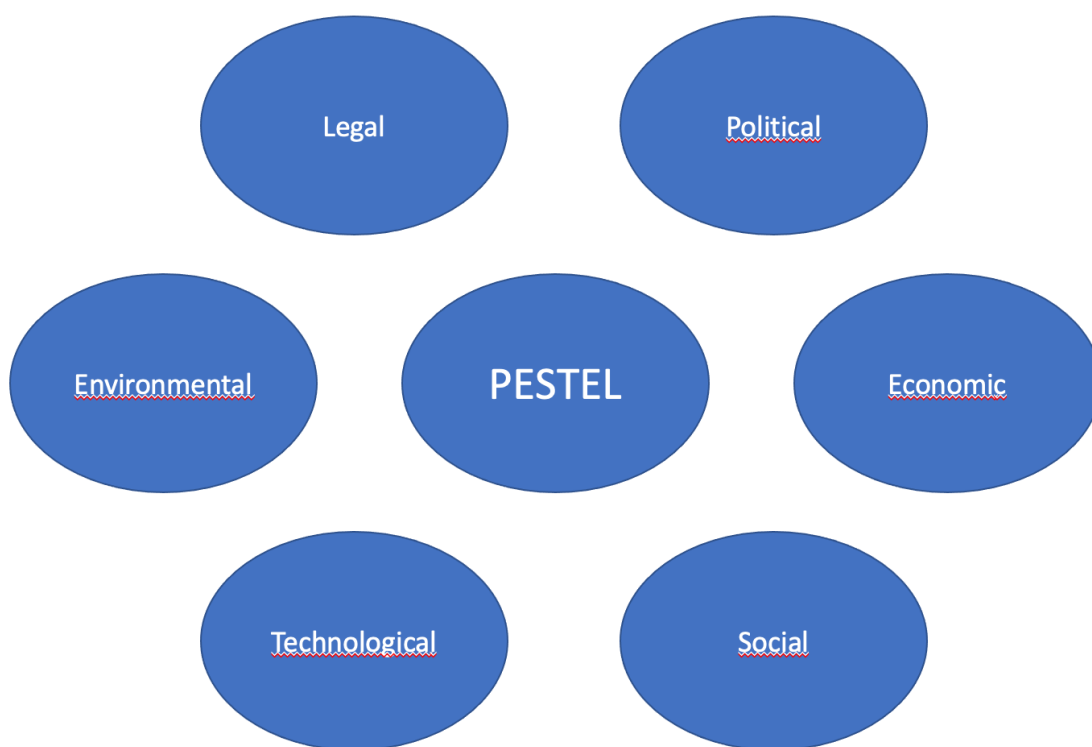 Legal
Political
Environmental
PESTEL
Economic
Technological
Social